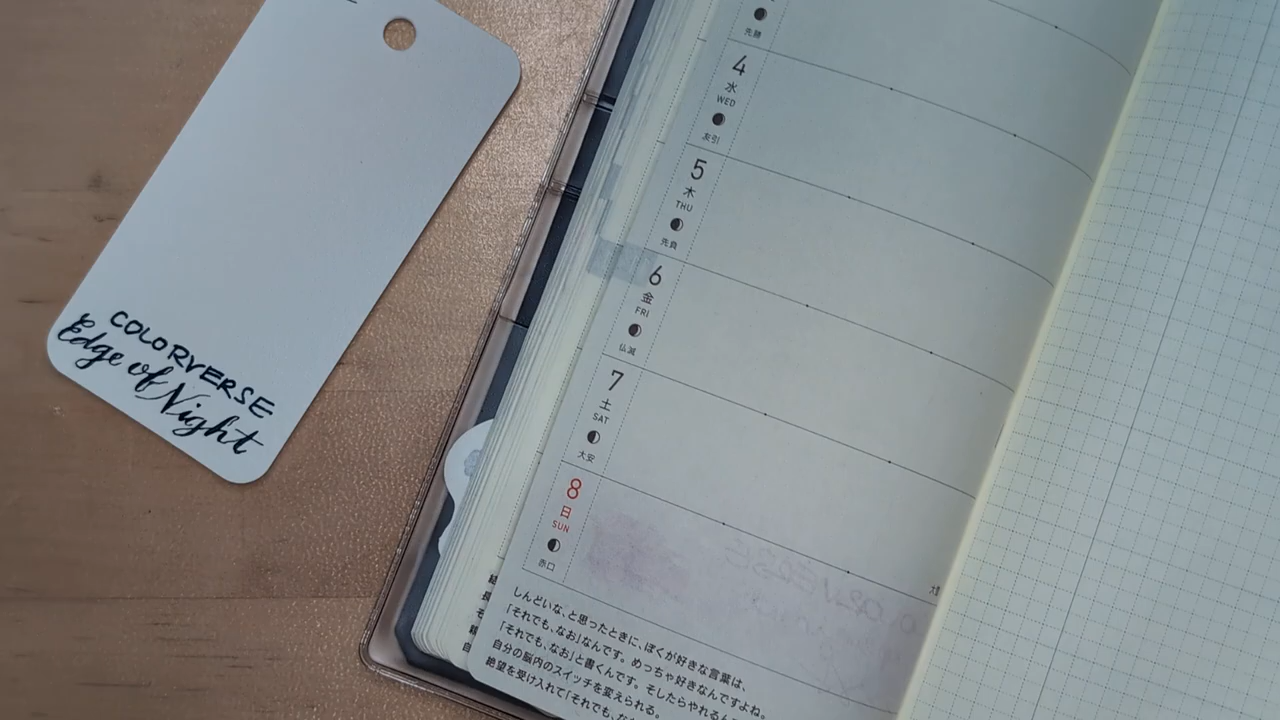 COLORVERSE
Edge of Night
先勝
4
水
WED
友引
5
木
THU
先負
6
金
FRI
仏滅
7
土
SAT
大安
8
日
SUN
赤口
しんどいな、と思ったときに、ぼくが好きな言葉は、
「それでも、なお」なんです。めっちゃ好きなんですよね。
「それでも、なお」と書くんです。そしたらやれるん
自分の脳内のスイッチを変えられる。
絶望を受け入れて「それでも、な